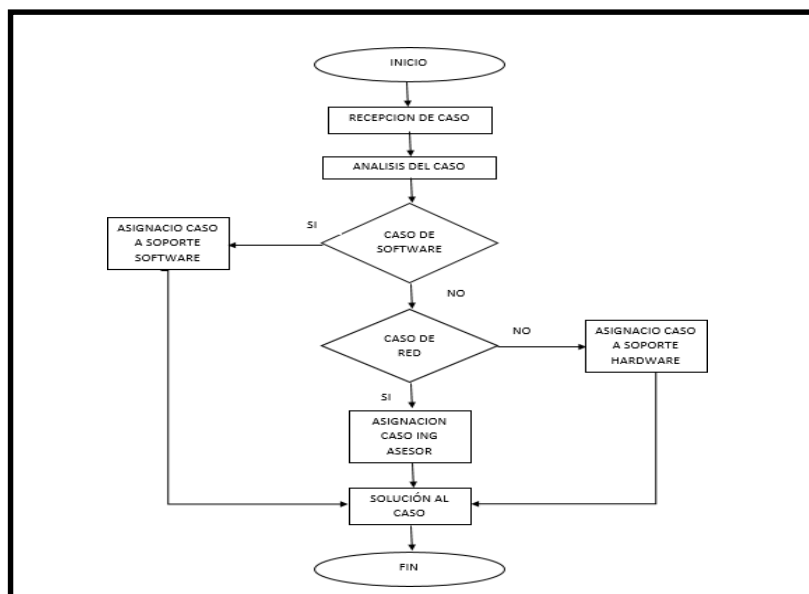 INICIO
RECEPCION DE CASO
ANALISIS DEL CASO
SI
CASO DE
SOFTWARE
ASIGNACIO CASO
A SOPORTE
SOFTWARE
NO
CASO DE
RED
NO
ASIGNACIO CASO
A SOPORTE
HARDWARE
SI
ASIGNACION
CASO ING
ASESOR
SOLUCIÓN AL
CASO
FIN